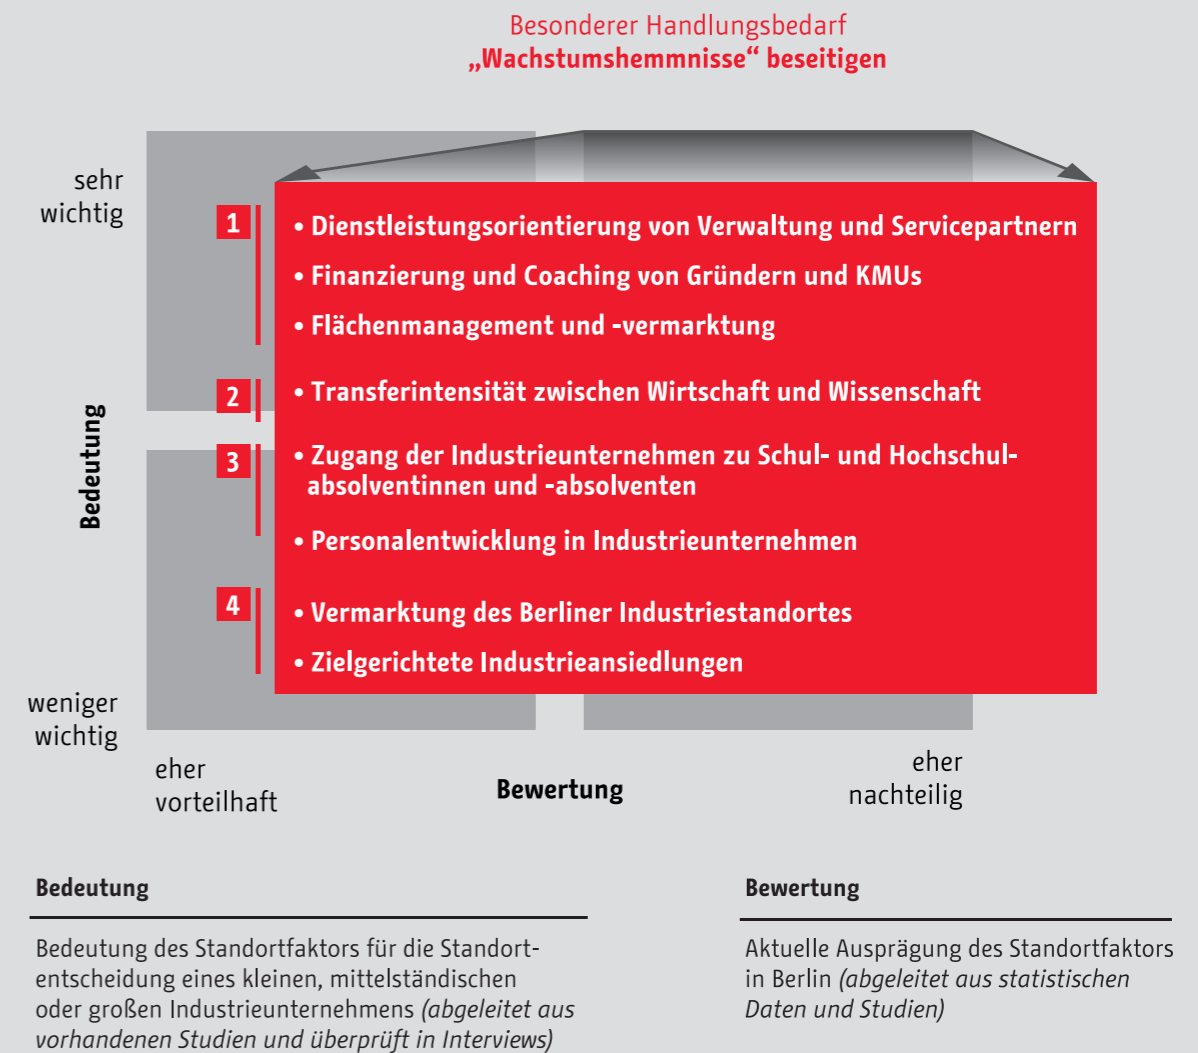 Besonderer Handlungsbedarf
„Wachstumshemmnisse“ beseitigen
sehr
wichtig
1
• Dienstleistungsorientierung von Verwaltung und Servicepartnern
• Finanzierung und Coaching von Gründern und KMUs
• Flächenmanagement und -vermarktung
2
• Transferintensität zwischen Wirtschaft und Wissenschaft
Bedeutung
3
• Zugang der Industrieunternehmen zu Schul- und Hochschul-
absolventinnen und -absolventen
• Personalentwicklung in Industrieunternehmen
4
• Vermarktung des Berliner Industriestandortes
• Zielgerichtete Industrieansiedlungen
weniger
wichtig
eher
vorteilhaft
Bewertung
eher
nachteilig
Bedeutung
Bedeutung des Standortfaktors für die Standort-
entscheidung eines kleinen, mittelständischen
oder großen Industrieunternehmens (abgeleitet aus
vorhandenen Studien und überprüft in Interviews)
Bewertung
Aktuelle Ausprägung des Standortfaktors
in Berlin (abgeleitet aus statistischen
Daten und Studien)